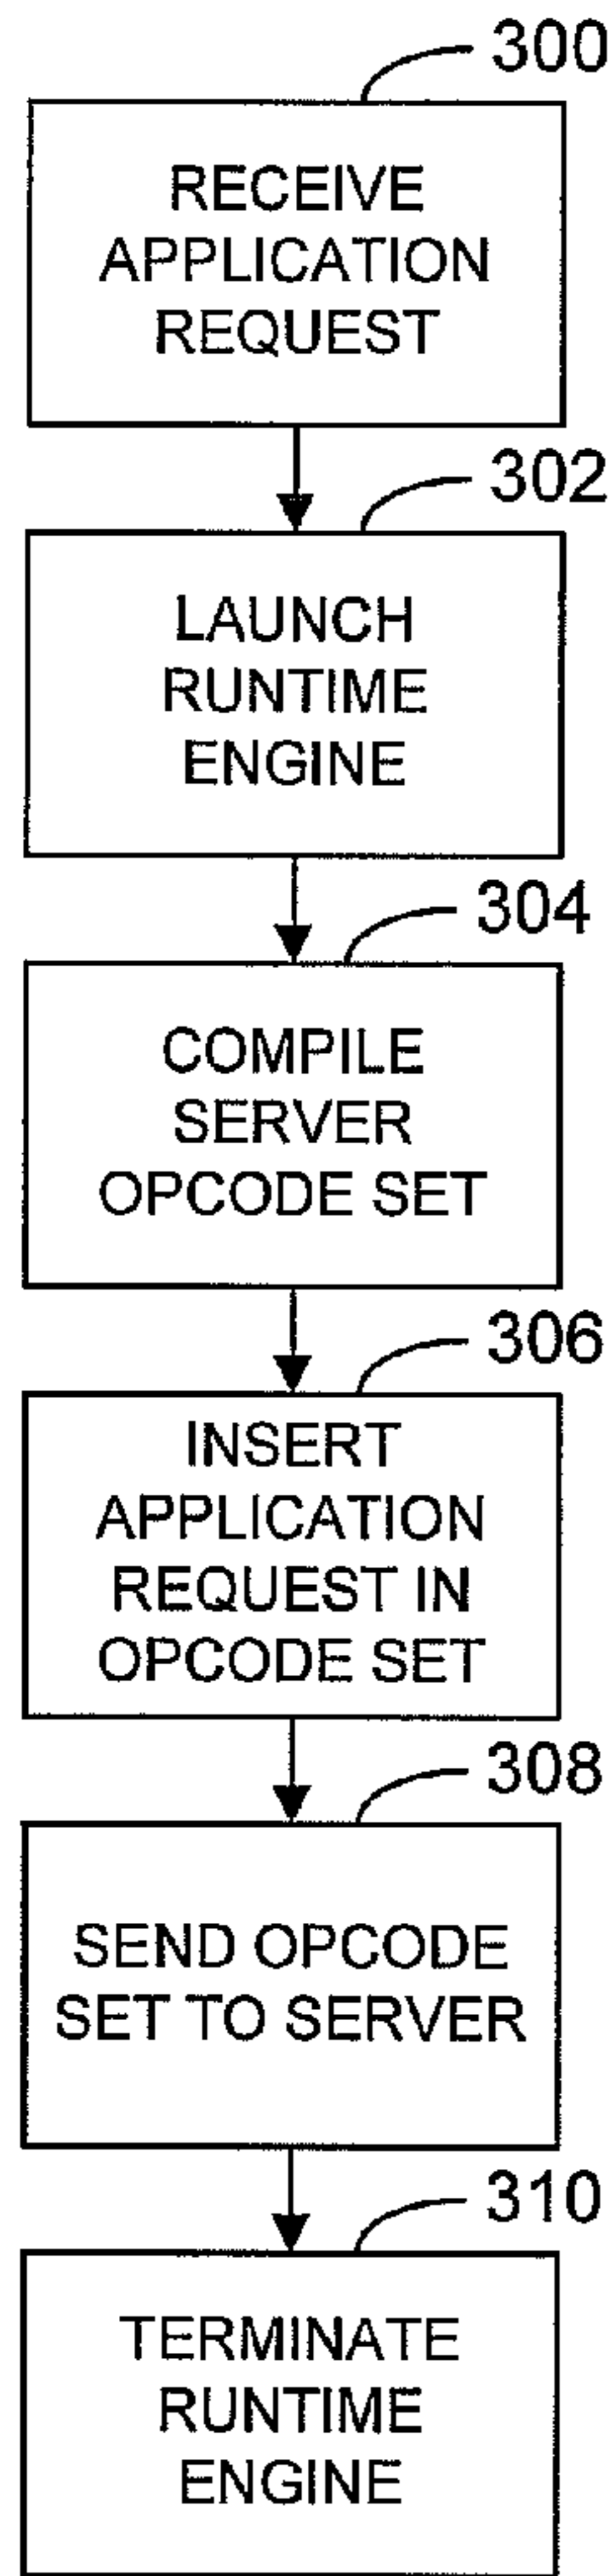 300
RECEIVE
APPLICATION
REQUEST
302
LAUNCH
RUNTIME
ENGINE
304
COMPILE
SERVER
OPCODE SET
306
INSERT
APPLICATION
REQUEST IN
OPCODE SET
308
SEND OPCODE
SET TO SERVER
310
TERMINATE
RUNTIME
ENGINE